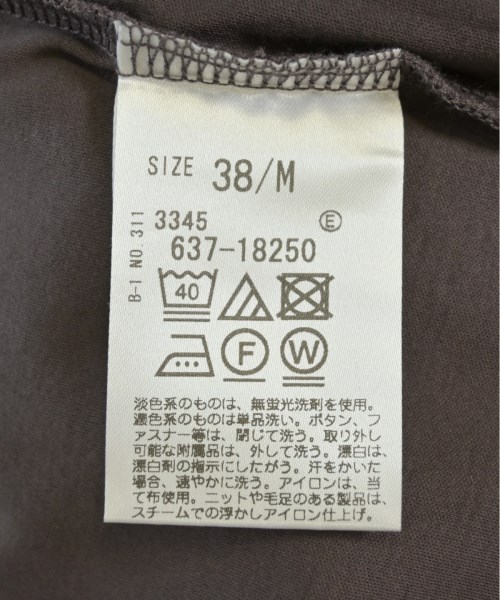 SIZE 38/M
B-1 NO.311
3345 E
637-18250
40
F W
淡色系のものは、無蛍光洗剤を使用。
濃色系のものは単品洗い。ボタン、フ
ァスナー等は、閉じて洗う。取り外し
可能な附属品は、外して洗う。漂白は、
漂白剤の指示にしたがう。汗をかいた
場合、速やかに洗う。アイロンは、当
て布使用。ニットや毛足のある製品は、
スチームでの浮かしアイロン仕上げ。